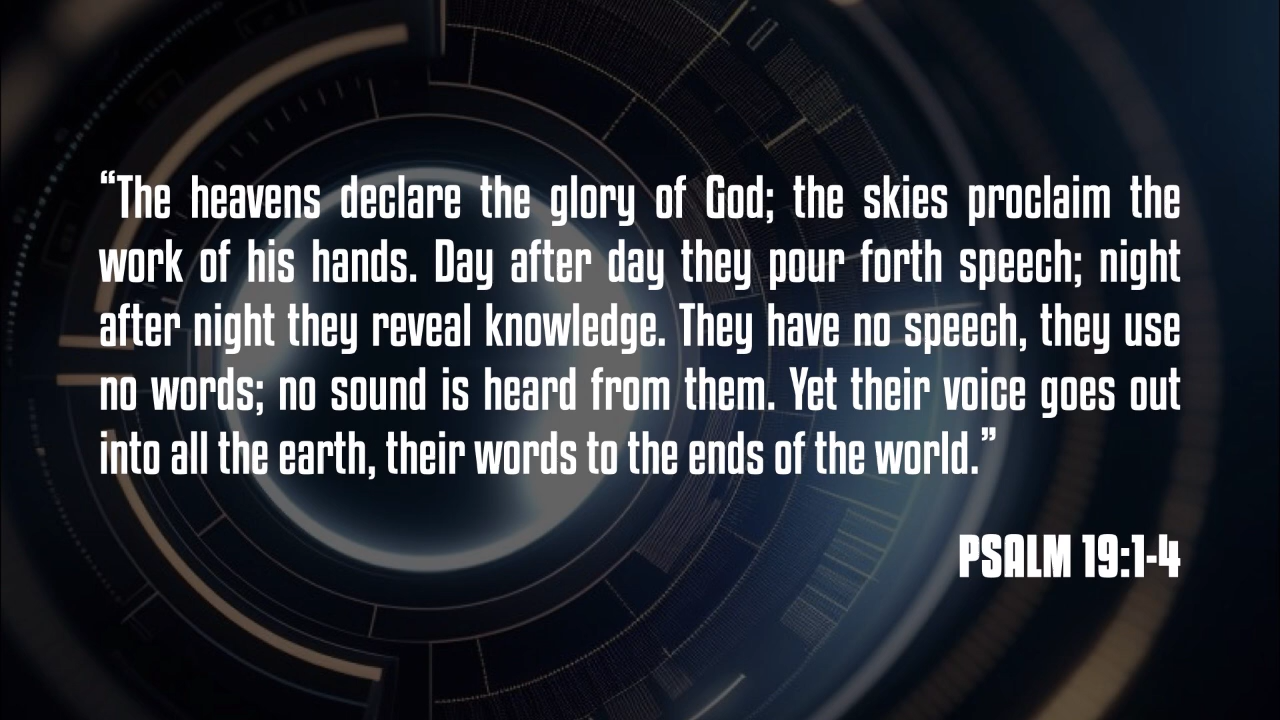 “The heavens declare the glory of God; the skies proclaim the
work of his hands. Day after day they pour forth speech; night
after night they reveal knowledge. They have no speech, they use
no words; no sound is heard from them. Yet their voice goes out
into all the earth, their words to the ends of the world.”
PSALM 19:1-4